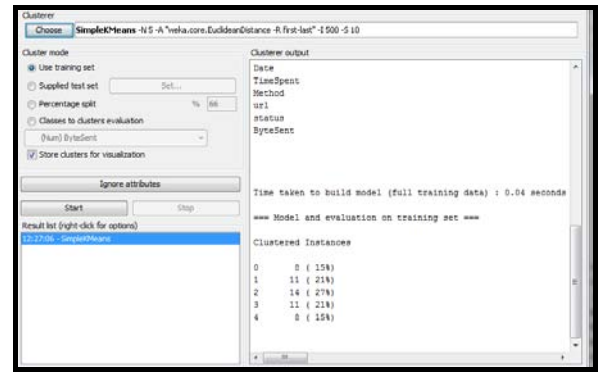 Clusterer
Choose SimpleKMeans -N 5 -A "weka.core.EuclideanDistance -R first-last" -I 500 -S 10
Cluster mode
Use training set
Supplied test set Set...
Percentage split % 66
Classes to clusters evaluation
(Num) ByteSent
Store clusters for visualization
Ignore attributes
Start Stop
Result list (right-click for options)
12:27:06 - SimpleKMeans
Clusterer output
Date
TimeSpent
Method
url
status
ByteSent
Time taken to build model (full training data) : 0.04 seconds
=== Model and evaluation on training set ===
Clustered Instances
0 8 ( 15%)
1 11 ( 21%)
2 14 ( 27%)
3 11 ( 21%)
4 8 ( 15%)